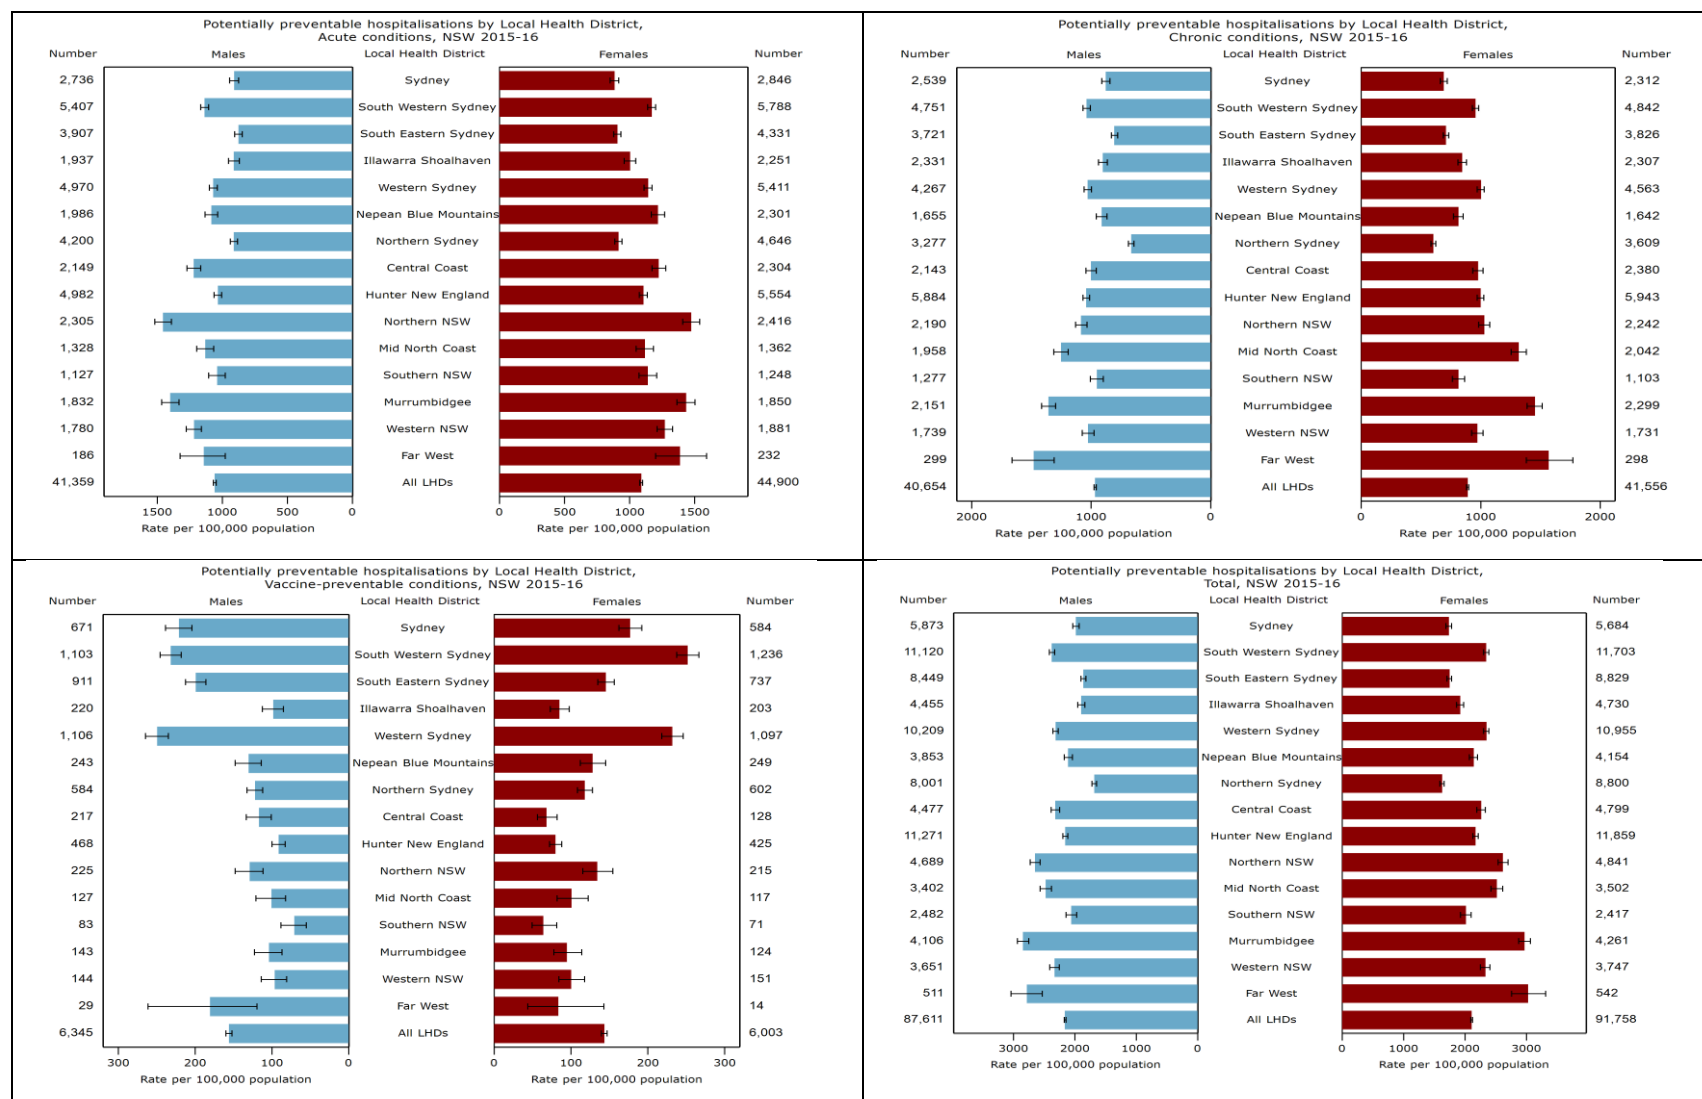 Potentially preventable hospitalisations by Local Health District,
Acute conditions, NSW 2015-16
Number Males Local Health District Females Number
2,736 Sydney 2,846
5,407 South Western Sydney 5,788
3,907 South Eastern Sydney 4,331
1,937 Illawarra Shoalhaven 2,251
4,970 Western Sydney 5,411
1,986 Nepean Blue Mountains 2,301
4,200 Northern Sydney 4,646
2,149 Central Coast 2,304
4,982 Hunter New England 5,554
2,305 Northern NSW 2,416
1,328 Mid North Coast 1,362
1,127 Southern NSW 1,248
1,832 Murrumbidgee 1,850
1,780 Western NSW 1,881
186 Far West 232
41,359 All LHDs 44,900
1500 1000 500 0 0 500 1000 1500
Rate per 100,000 population Rate per 100,000 population
Potentially preventable hospitalisations by Local Health District,
Chronic conditions, NSW 2015-16
Number Males Local Health District Females Number
2,539 Sydney 2,312
4,751 South Western Sydney 4,842
3,721 South Eastern Sydney 3,826
2,331 Illawarra Shoalhaven 2,307
4,267 Western Sydney 4,563
1,655 Nepean Blue Mountains 1,642
3,277 Northern Sydney 3,609
2,143 Central Coast 2,380
5,884 Hunter New England 5,943
2,190 Northern NSW 2,242
1,958 Mid North Coast 2,042
1,277 Southern NSW 1,103
2,151 Murrumbidgee 2,299
1,739 Western NSW 1,731
299 Far West 298
40,654 All LHDs 41,556
2000 1000 0 0 1000 2000
Rate per 100,000 population Rate per 100,000 population
Potentially preventable hospitalisations by Local Health District,
Vaccine-preventable conditions, NSW 2015-16
Number Males Local Health District Females Number
671 Sydney 584
1,103 South Western Sydney 1,236
911 South Eastern Sydney 737
220 Illawarra Shoalhaven 203
1,106 Western Sydney 1,097
243 Nepean Blue Mountains 249
584 Northern Sydney 602
217 Central Coast 128
468 Hunter New England 425
225 Northern NSW 215
127 Mid North Coast 117
83 Southern NSW 71
143 Murrumbidgee 124
144 Western NSW 151
29 Far West 14
6,345 All LHDs 6,003
300 200 100 0 0 100 200 300
Rate per 100,000 population Rate per 100,000 population
Potentially preventable hospitalisations by Local Health District,
Total, NSW 2015-16
Number Males Local Health District Females Number
5,873 Sydney 5,684
11,120 South Western Sydney 11,703
8,449 South Eastern Sydney 8,829
4,455 Illawarra Shoalhaven 4,730
10,209 Western Sydney 10,955
3,853 Nepean Blue Mountains 4,154
8,001 Northern Sydney 8,800
4,477 Central Coast 4,799
11,271 Hunter New England 11,859
4,689 Northern NSW 4,841
3,402 Mid North Coast 3,502
2,482 Southern NSW 2,417
4,106 Murrumbidgee 4,261
3,651 Western NSW 3,747
511 Far West 542
87,611 All LHDs 91,758
3000 2000 1000 0 0 1000 2000 3000
Rate per 100,000 population Rate per 100,000 population